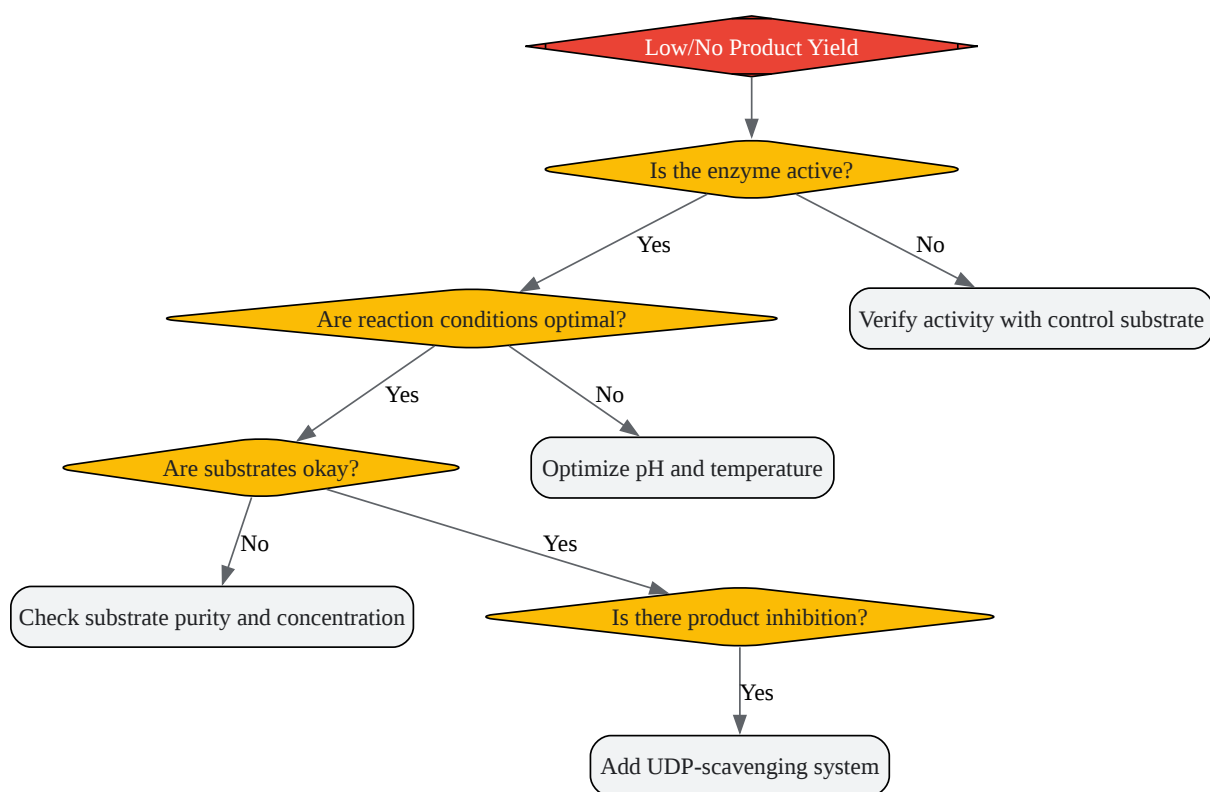 Low/No Product Yield
Is the enzyme active?
Yes
No
Are reaction conditions optimal?
Verify activity with control substrate
Yes
No
Are substrates okay?
Optimize pH and temperature
No
Yes
Check substrate purity and concentration
Is there product inhibition?
Yes
Add UDP-scavenging system